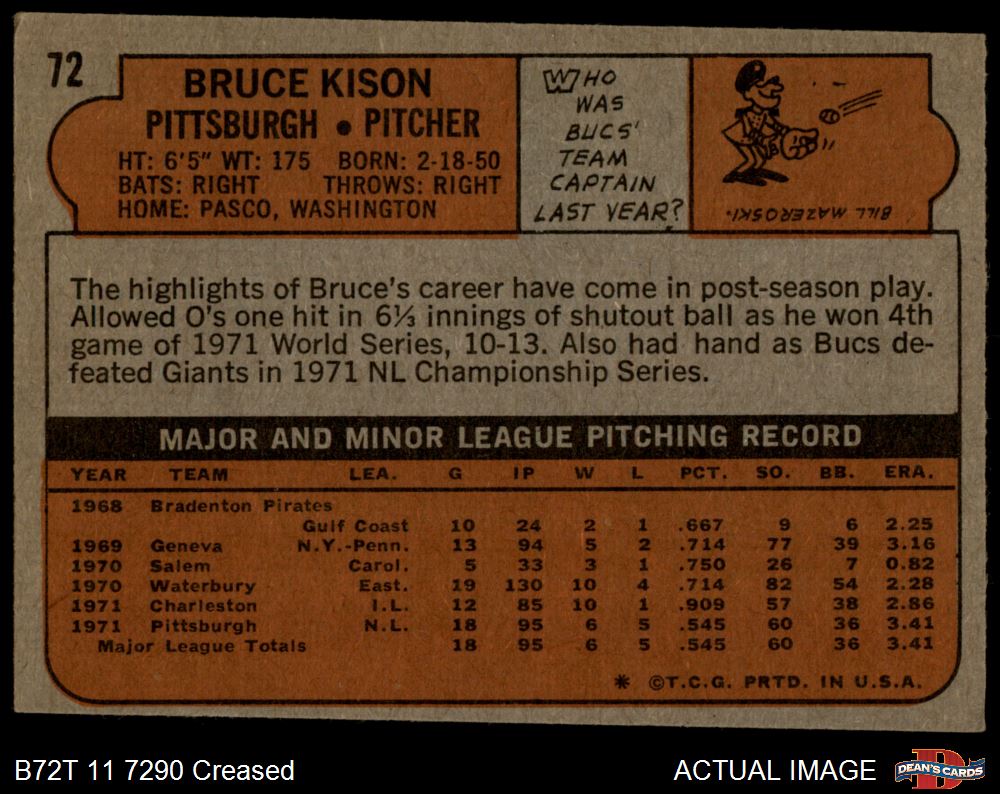 72
BRUCE KISON
PITTSBURGH • PITCHER
HT: 6'5" WT: 175 BORN: 2-18-50
BATS: RIGHT THROWS: RIGHT
HOME: PASCO, WASHINGTON
WHO
WAS
BUCS'
TEAM
CAPTAIN
LAST YEAR?
BILL MAZEROSKI.
The highlights of Bruce's career have come in post-season play.
Allowed O's one hit in 6⅓ innings of shutout ball as he won 4th
game of 1971 World Series, 10-13. Also had hand as Bucs de-
feated Giants in 1971 NL Championship Series.
MAJOR AND MINOR LEAGUE PITCHING RECORD
YEAR TEAM LEA. G IP W L PCT. SO. BB. ERA.
1968 Bradenton Pirates
Gulf Coast 10 24 2 1 .667 9 6 2.25
1969 Geneva N.Y.-Penn. 13 94 5 2 .714 77 39 3.16
1970 Salem Carol. 5 33 3 1 .750 26 7 0.82
1970 Waterbury East. 19 130 10 4 .714 82 54 2.28
1971 Charleston I.L. 12 85 10 1 .909 57 38 2.86
1971 Pittsburgh N.L. 18 95 6 5 .545 60 36 3.41
Major League Totals 18 95 6 5 .545 60 36 3.41
* ©T.C.G. PRTD. IN U.S.A.
B72T 11 7290 Creased
ACTUAL IMAGE
DEAN'S CARDS